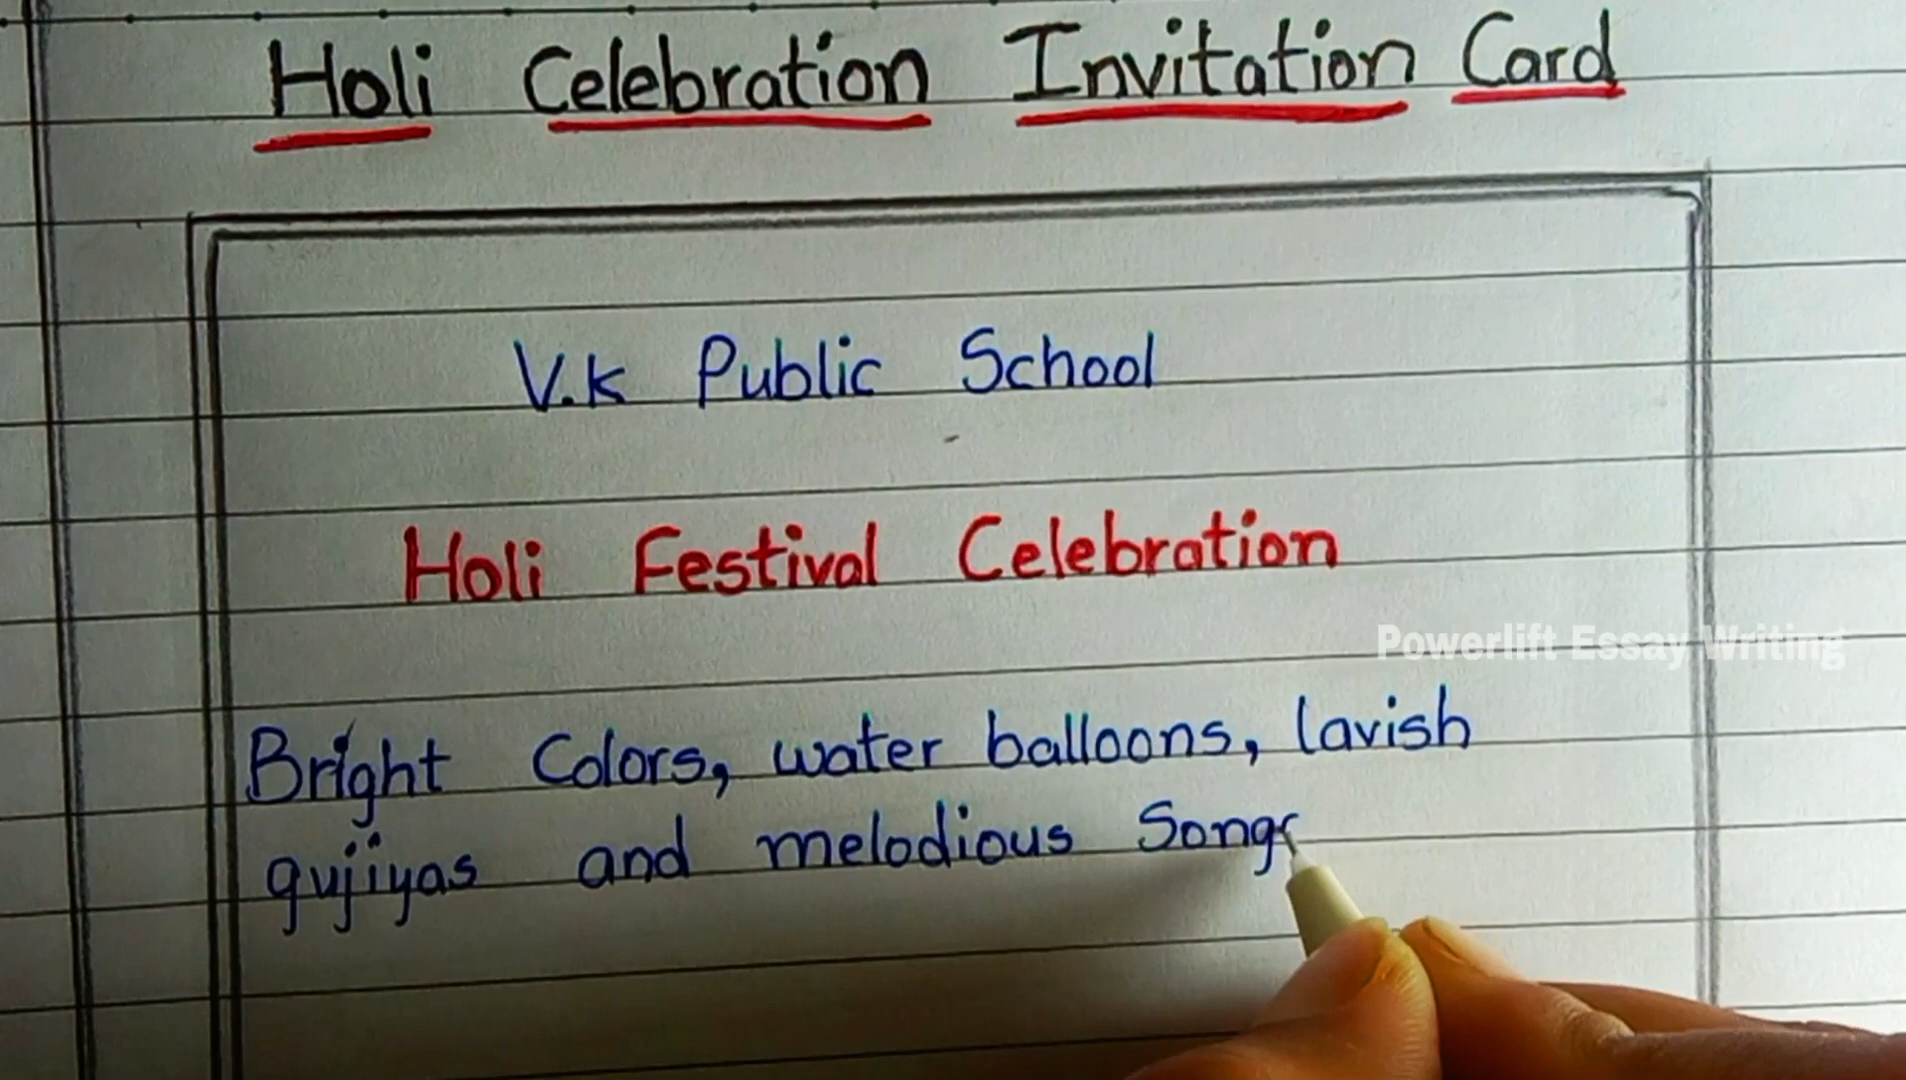 Holi Celebration Invitation Card
V.K Public School
Holi Festival Celebration
Powerlift Essay Writing
Bright Colors, water balloons, lavish
gujiyas and melodious Songs